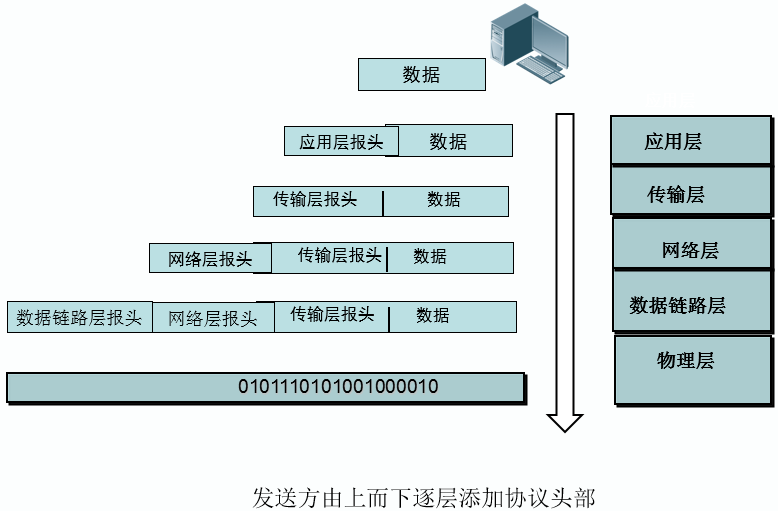 数据
应用层报头 数据 应用层
传输层报头 数据 传输层
网络层报头 传输层报头 数据 网络层
数据链路层报头 网络层报头 传输层报头 数据 数据链路层
物理层
0101110101001000010
发送方由上而下逐层添加协议头部